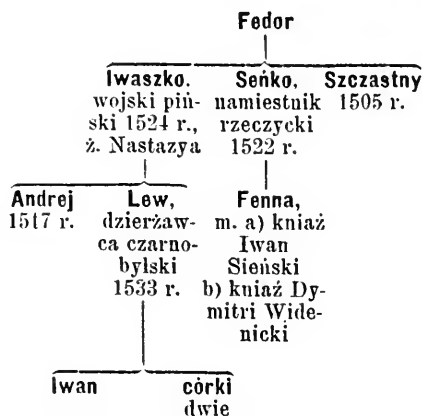 Fedor
Iwaszko. Seńko, Szczastny
wojski piń- namiestnik 1505 r.
ski 1524 r., rzeczycki
ż. Nastazya 1522 r.
Andrej Lew, Fenna,
1517 r. dzierżaw- m. a) kniaź
ca czarno- Iwan
bylski Sieński
1533 r. b) kniaź Dy-
mitri Wide-
nicki
Iwan córki
dwie